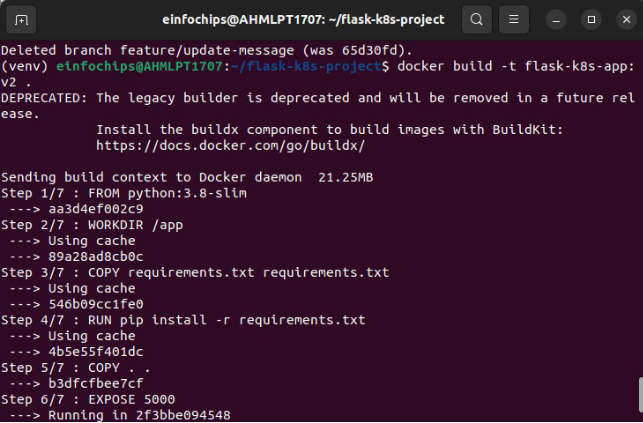 einfochips@AHMLPT1707: ~/flask-k8s-project
Deleted branch feature/update-message (was 65d30fd).
(venv) einfochips@AHMLPT1707:~/flask-k8s-project$ docker build -t flask-k8s-app:
v2 .
DEPRECATED: The legacy builder is deprecated and will be removed in a future rel
ease.
            Install the buildx component to build images with BuildKit:
            https://docs.docker.com/go/buildx/

Sending build context to Docker daemon  21.25MB
Step 1/7 : FROM python:3.8-slim
 ---> aa3d4ef002c9
Step 2/7 : WORKDIR /app
 ---> Using cache
 ---> 89a28ad8cb0c
Step 3/7 : COPY requirements.txt requirements.txt
 ---> Using cache
 ---> 546b09cc1fe0
Step 4/7 : RUN pip install -r requirements.txt
 ---> Using cache
 ---> 4b5e55f401dc
Step 5/7 : COPY . .
 ---> b3dfcfbee7cf
Step 6/7 : EXPOSE 5000
 ---> Running in 2f3bbe094548